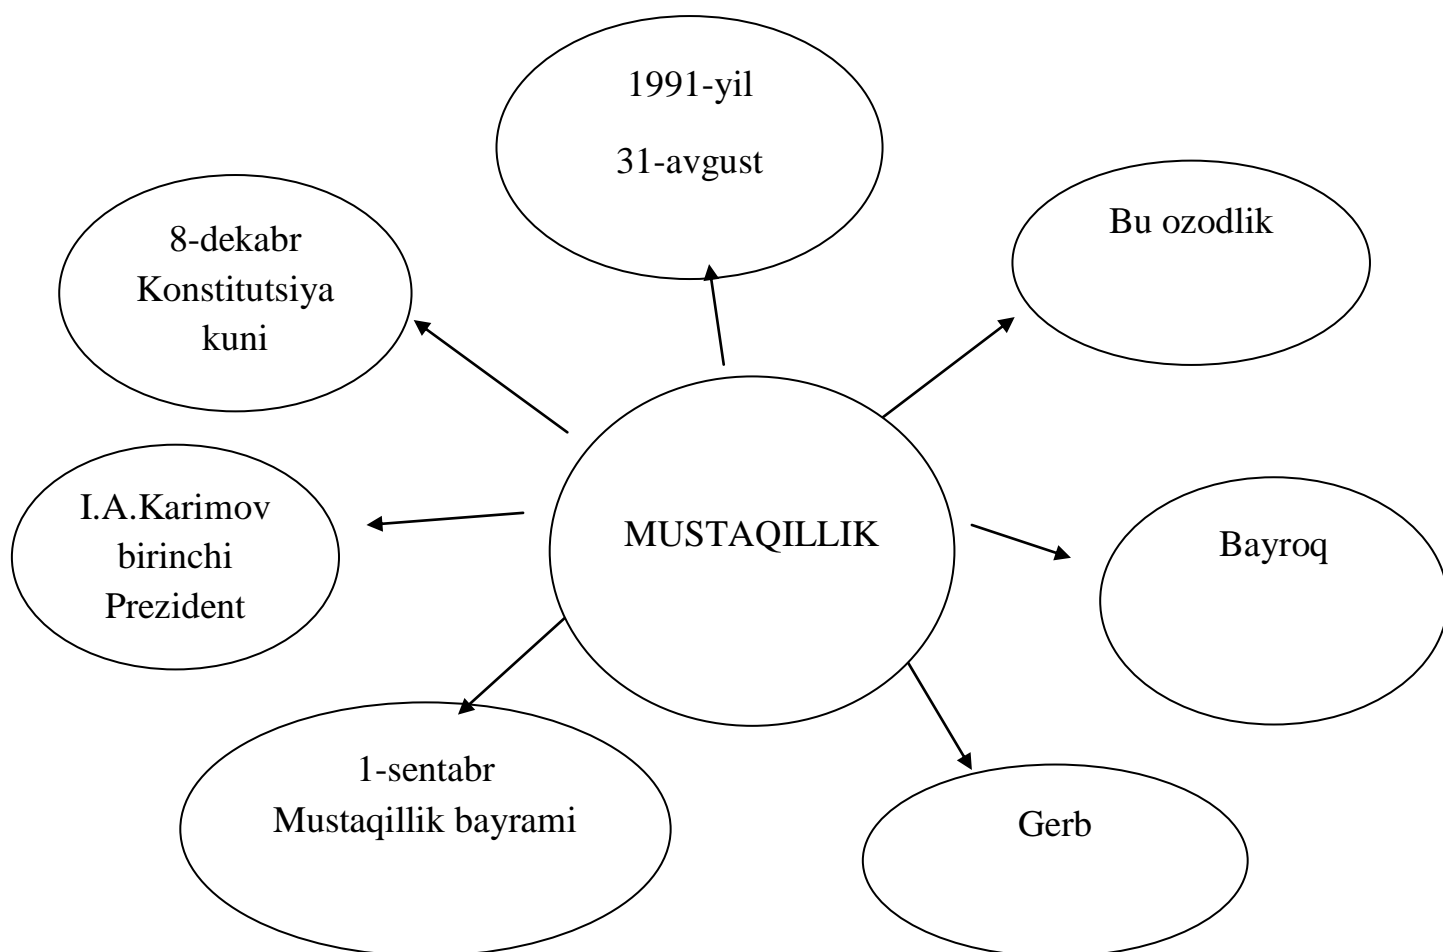 1991-yil
31-avgust
Bu ozodlik
8-dekabr
Konstitutsiya
kuni
I.A.Karimov
birinchi
Prezident
MUSTAQILLIK
Bayroq
1-sentabr
Mustaqillik bayrami
Gerb